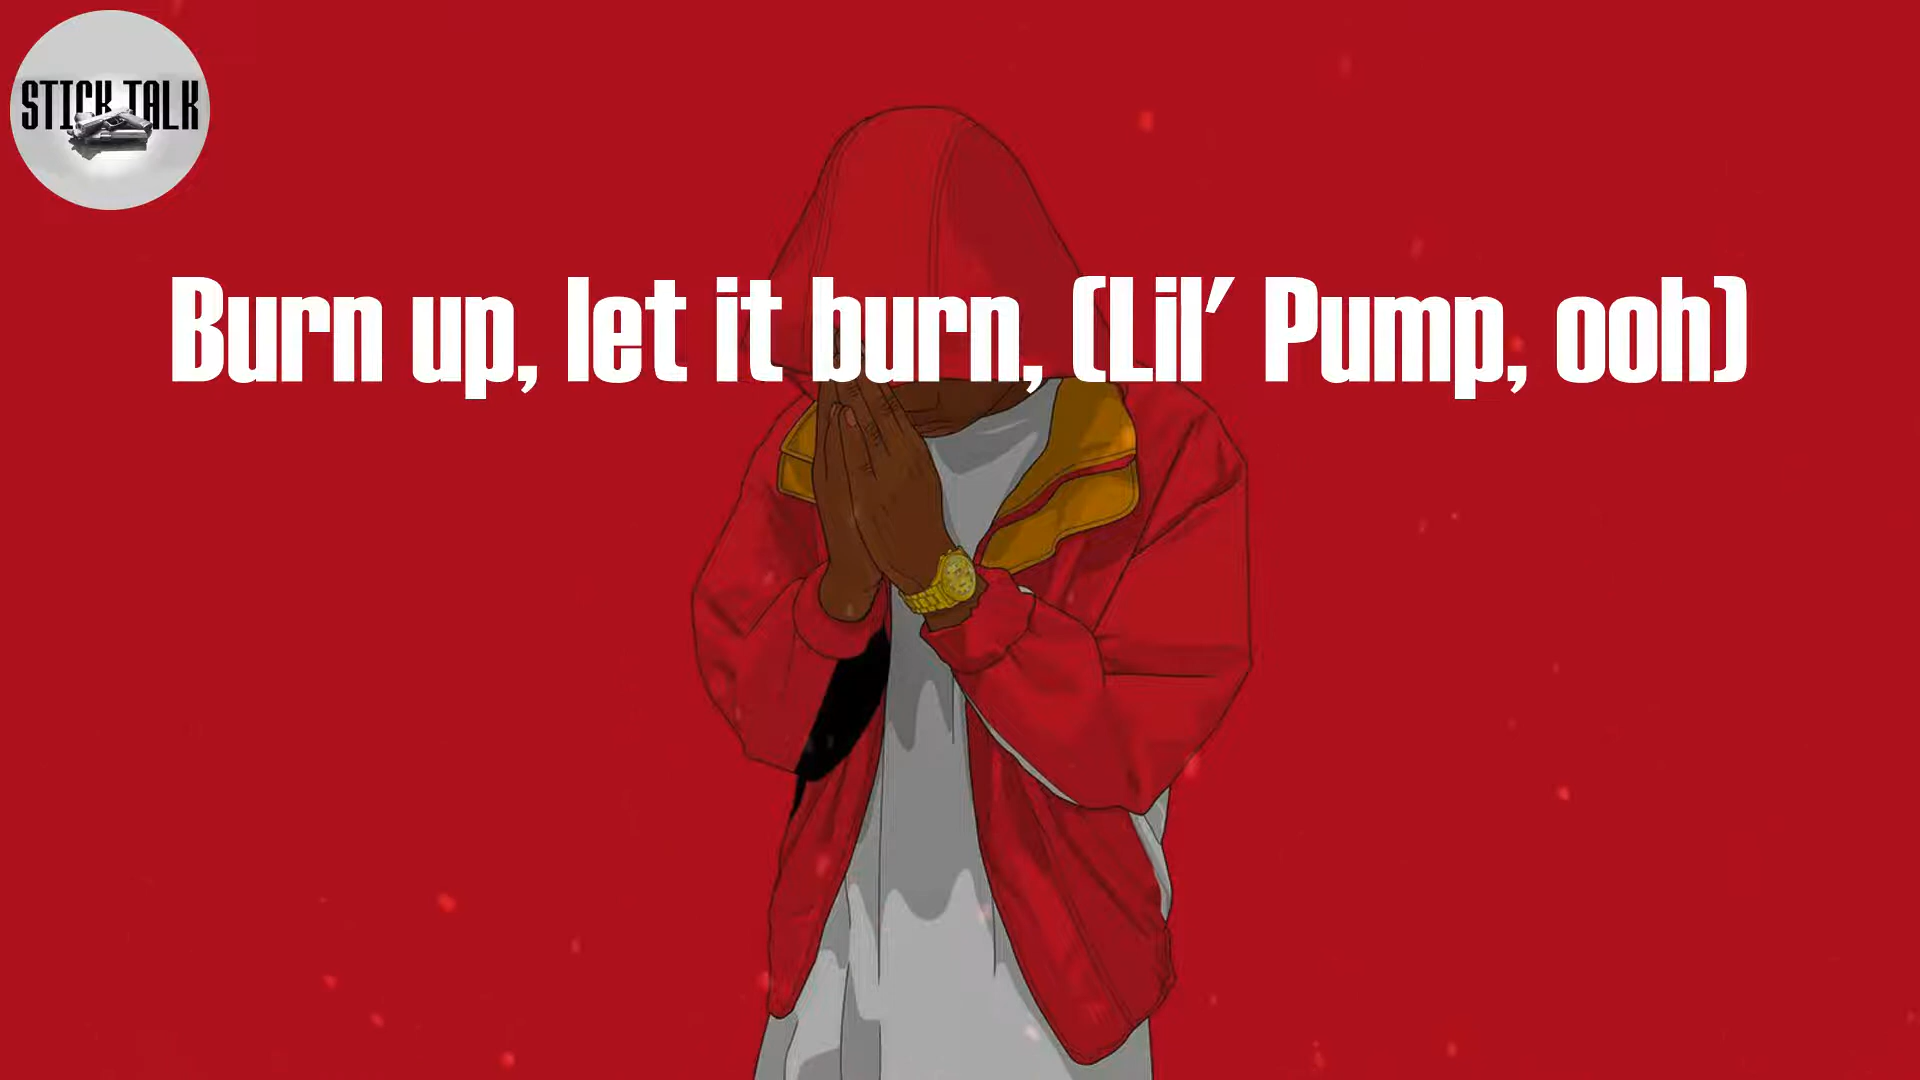 STICK TALK
Burn up, let it burn, (Lil' Pump, ooh)